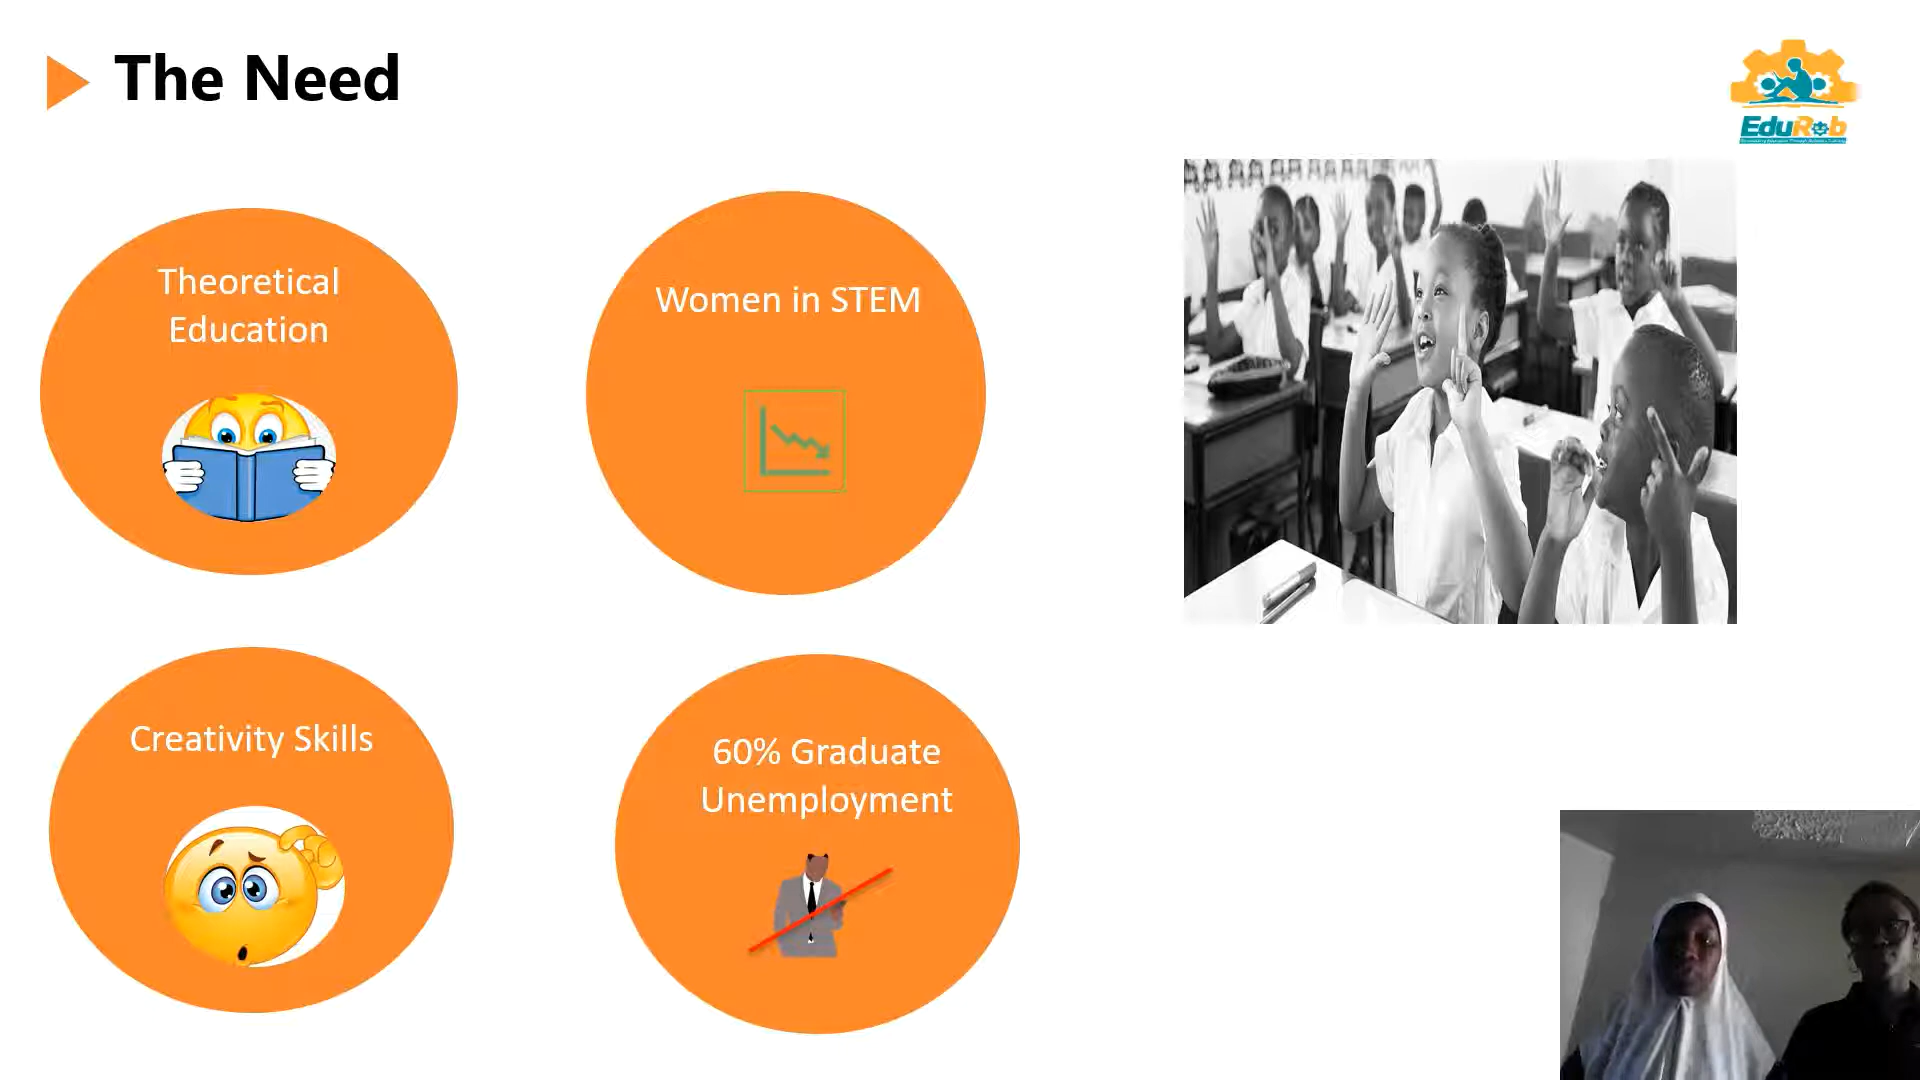 The Need
EduRob
Theoretical
Education
Women in STEM
Creativity Skills
60% Graduate
Unemployment